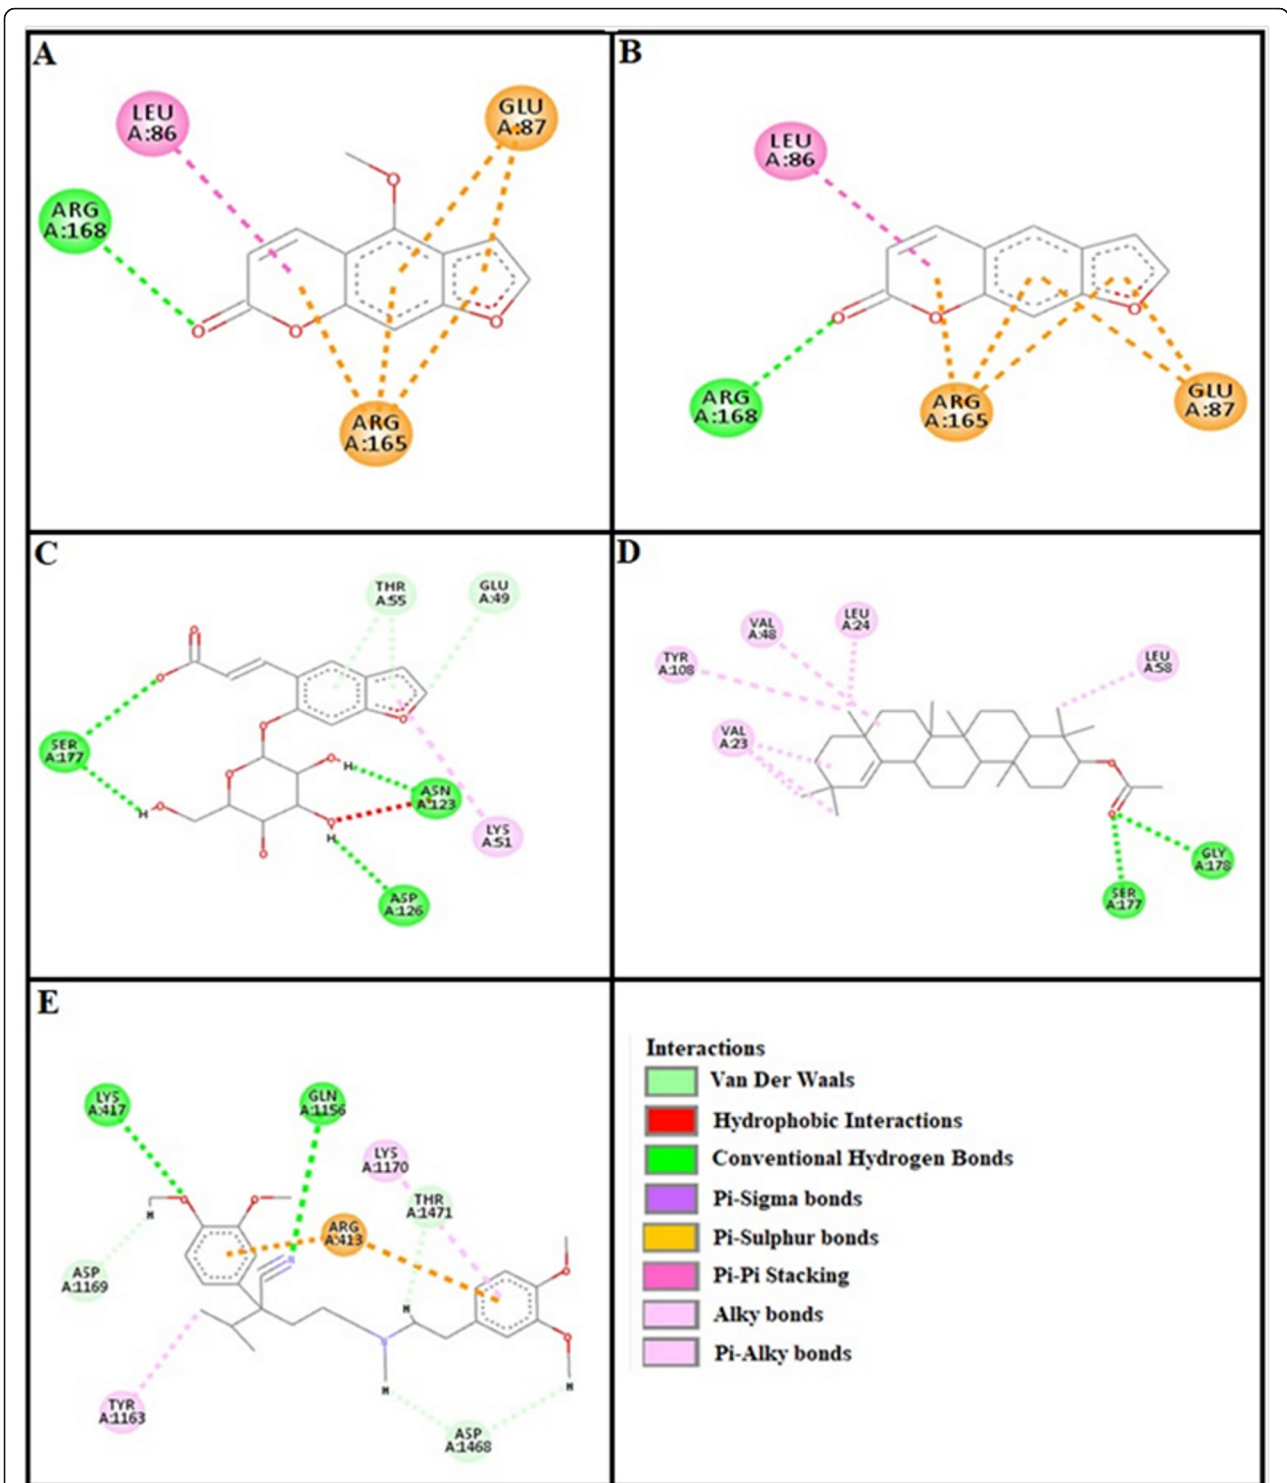 A
LEU
A:86
GLU
A:87
ARG
A:168
O
O
O
O
ARG
A:165
B
LEU
A:86
O
O
O
ARG
A:168
ARG
A:165
GLU
A:87
C
THR
A:55
GLU
A:49
O
O
O
O
SER
A:177
O
O
H
H
O
ASN
A:123
O
H
LYS
A:51
O
ASP
A:126
D
VAL
A:48
LEU
A:24
TYR
A:108
LEU
A:58
VAL
A:23
O
O
GLY
A:178
SER
A:177
E
LYS
A:417
GLN
A:1156
LYS
A:1170
THR
A:1471
O
O
H
ARG
A:413
N
ASP
A:1169
O
H
N
O
H
H
TYR
A:1163
ASP
A:1468
Interactions
Van Der Waals
Hydrophobic Interactions
Conventional Hydrogen Bonds
Pi-Sigma bonds
Pi-Sulphur bonds
Pi-Pi Stacking
Alky bonds
Pi-Alky bonds